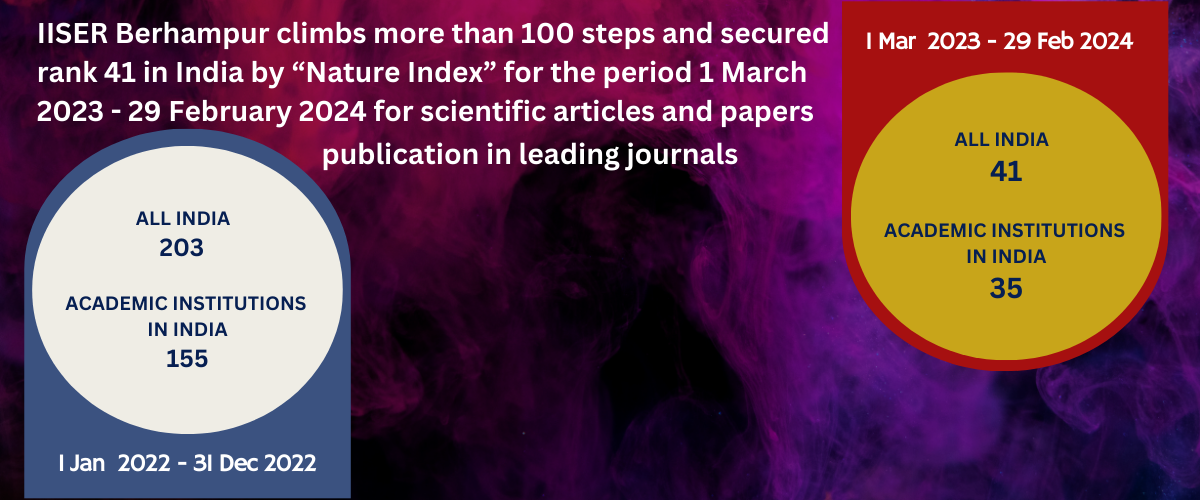 IISER Berhampur climbs more than 100 steps and secured
rank 41 in India by “Nature Index” for the period 1 March
2023 - 29 February 2024 for scientific articles and papers
publication in leading journals
ALL INDIA
203
ACADEMIC INSTITUTIONS
IN INDIA
155
1 Jan 2022 - 31 Dec 2022
1 Mar 2023 - 29 Feb 2024
ALL INDIA
41
ACADEMIC INSTITUTIONS
IN INDIA
35